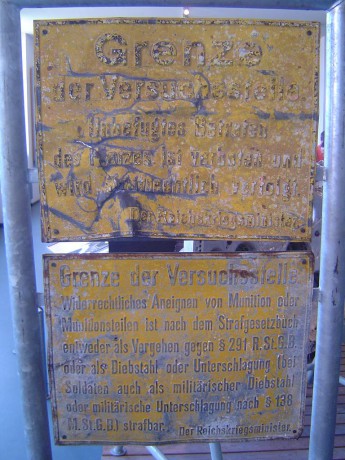 Grenze
der Versuchsstelle.
Unbefugtes Betreten
des Platzes ist verboten und
wird strafrechtlich verfolgt.
Der Reichskriegsminister.
Grenze der Versuchsstelle
Widerrechtliches Aneignen von Munition oder
Munitionsteilen ist nach dem Strafgesetzbuch
entweder als Vergehen gegen § 291 R.St.G.B.
oder als Diebstahl oder Unterschlagung (bei
Soldaten auch als militärischer Diebstahl
oder militärische Unterschlagung nach § 138
M.St.G.B.) strafbar. Der Reichskriegsminister.